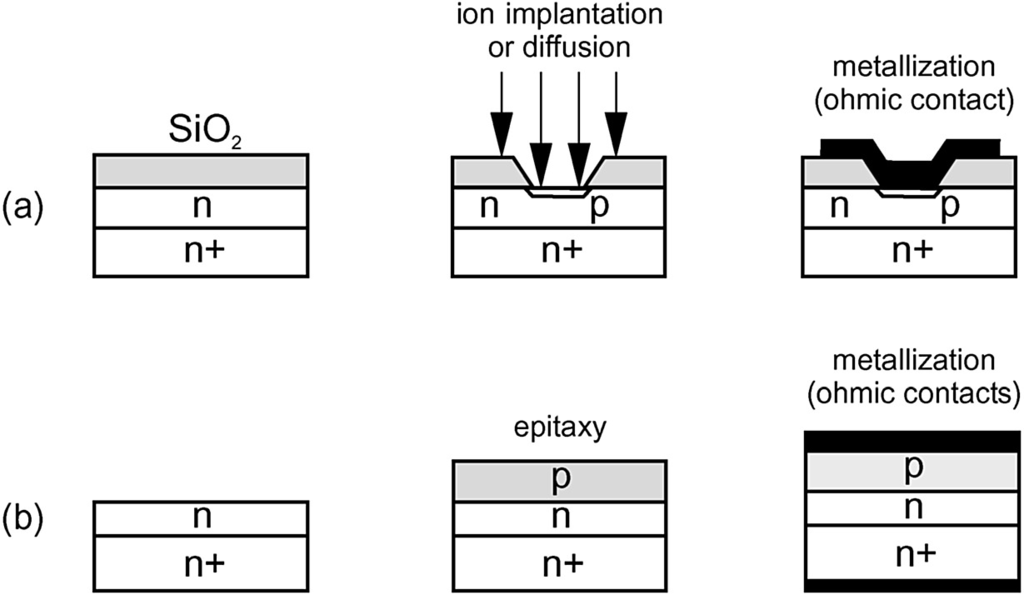 ion implantation
or diffusion
metallization
(ohmic contact)
SiO₂
(a)
n
n+
n p
n+
n p
n+
metallization
(ohmic contacts)
epitaxy
(b)
n
n+
p
n
n+
p
n
n+